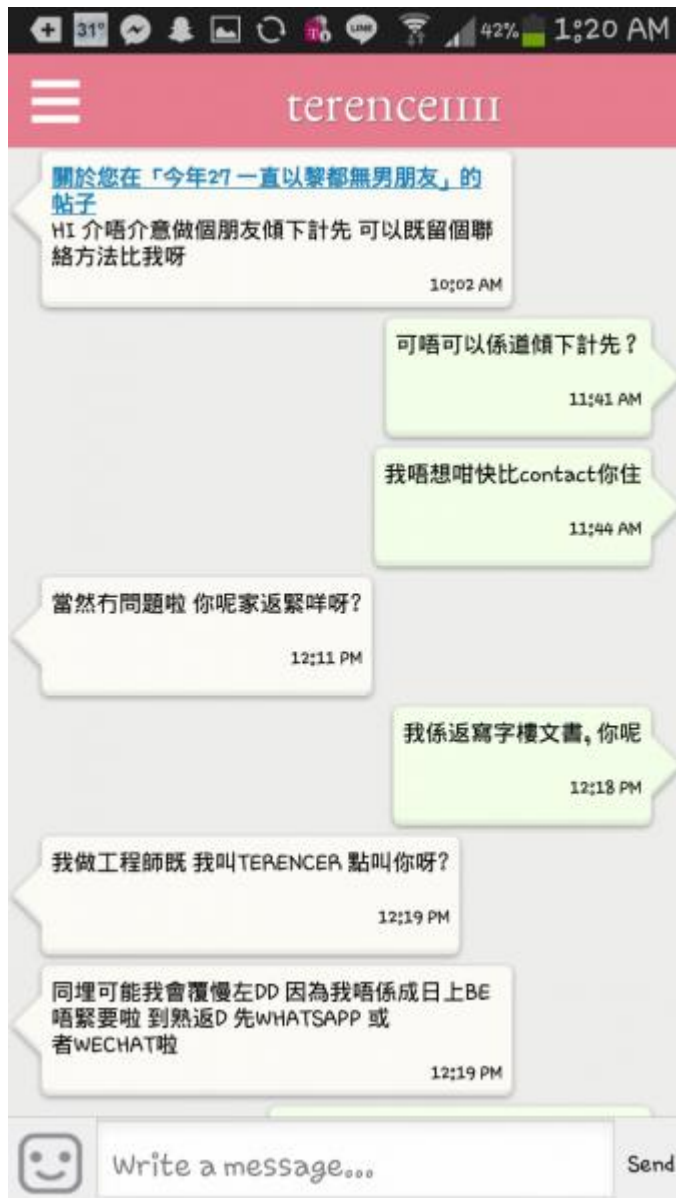 31° LINE 42% 1:20 AM
terenceIIII
關於您在「今年27 一直以黎都無男朋友」的
帖子
HI 介唔介意做個朋友傾下計先 可以既留個聯
絡方法比我呀
10:02 AM
可唔可以係道傾下計先？
11:41 AM
我唔想咁快比contact你住
11:44 AM
當然冇問題啦 你呢家返緊咩呀?
12:11 PM
我係返寫字樓文書, 你呢
12:18 PM
我做工程師既 我叫TERENCER 點叫你呀?
12:19 PM
同埋可能我會覆慢左DD 因為我唔係成日上BE
唔緊要啦 到熟返D 先WHATSAPP 或
者WECHAT啦
12:19 PM
Write a message... Send